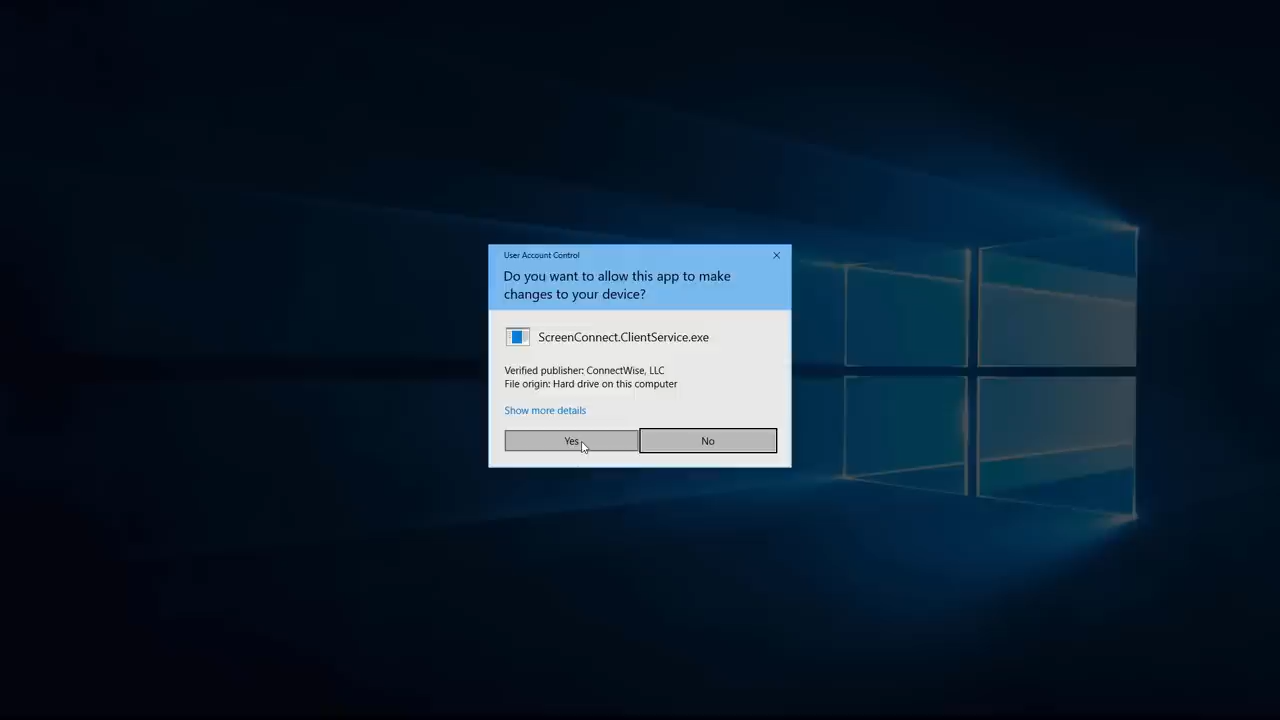 User Account Control
Do you want to allow this app to make
changes to your device?
ScreenConnect.ClientService.exe
Verified publisher: ConnectWise, LLC
File origin: Hard drive on this computer
Show more details
Yes
No